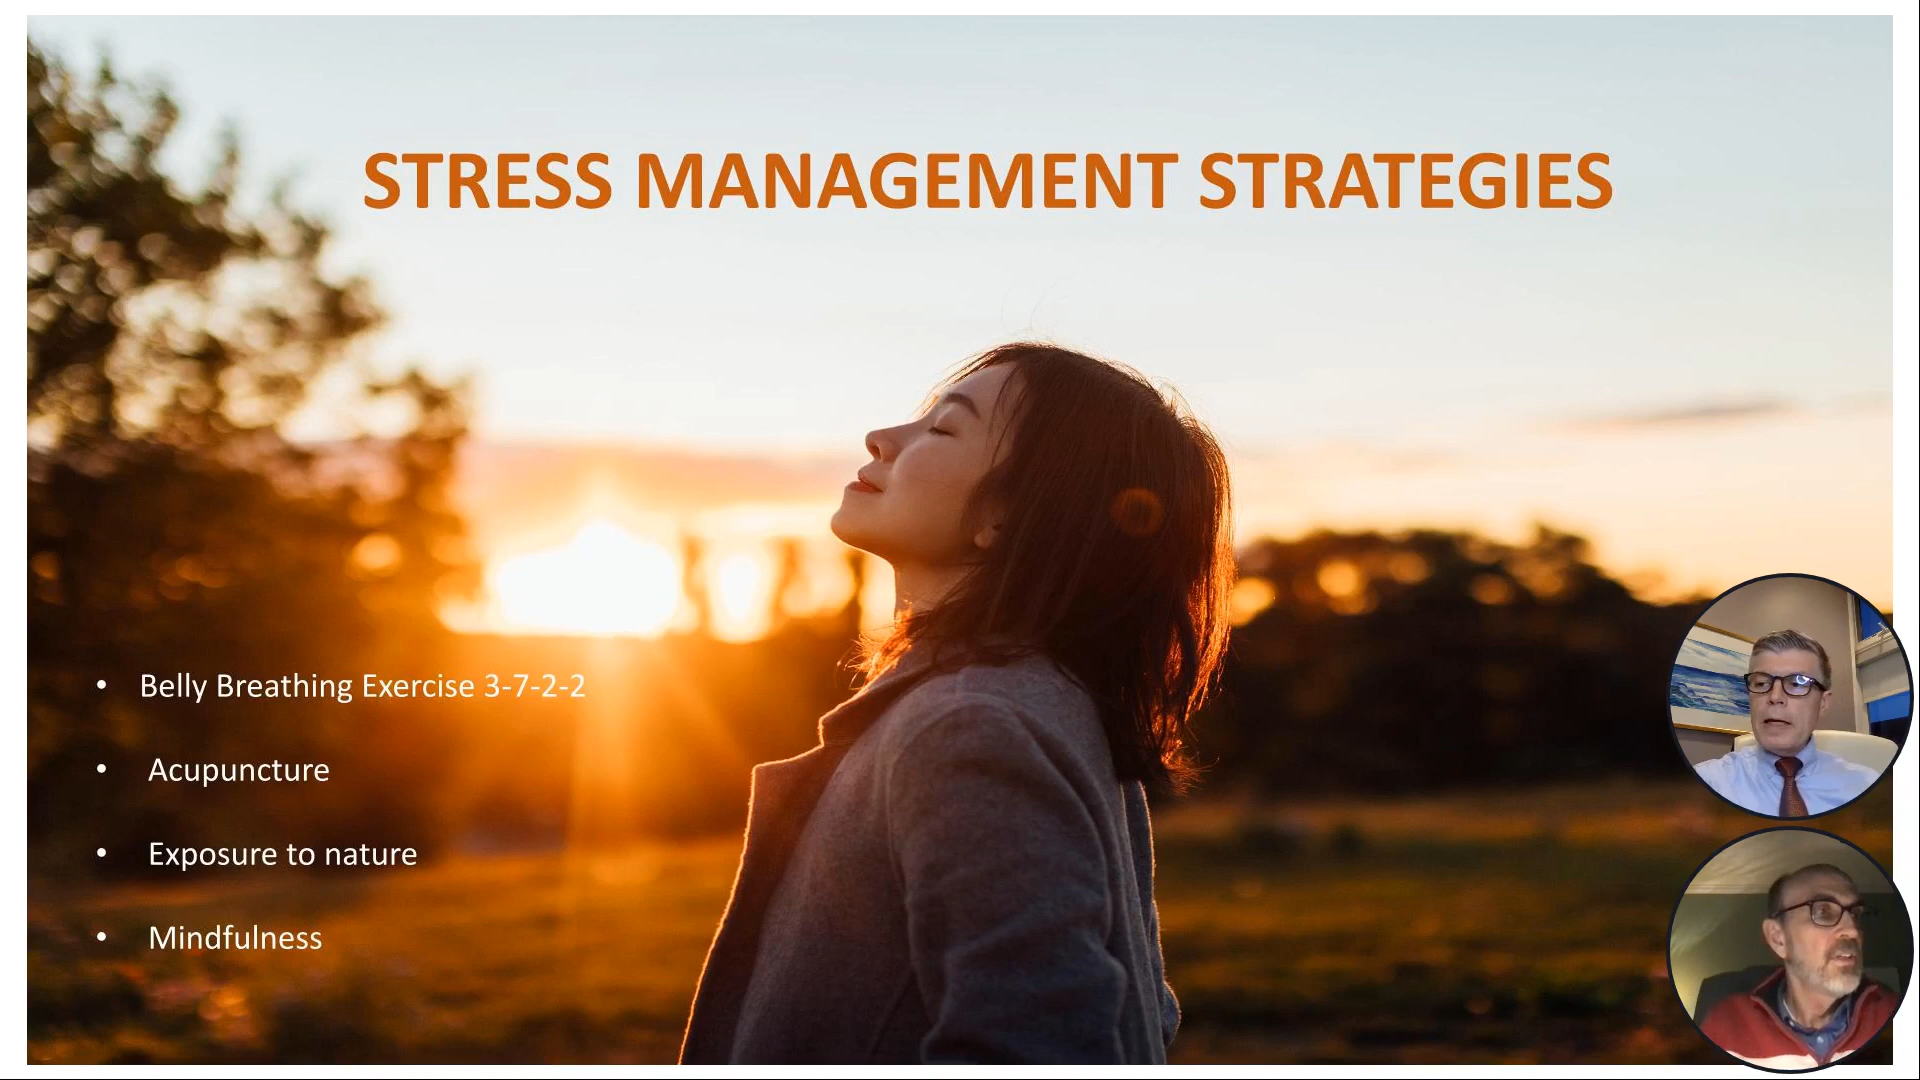 STRESS MANAGEMENT STRATEGIES
• Belly Breathing Exercise 3-7-2-2
• Acupuncture
• Exposure to nature
• Mindfulness